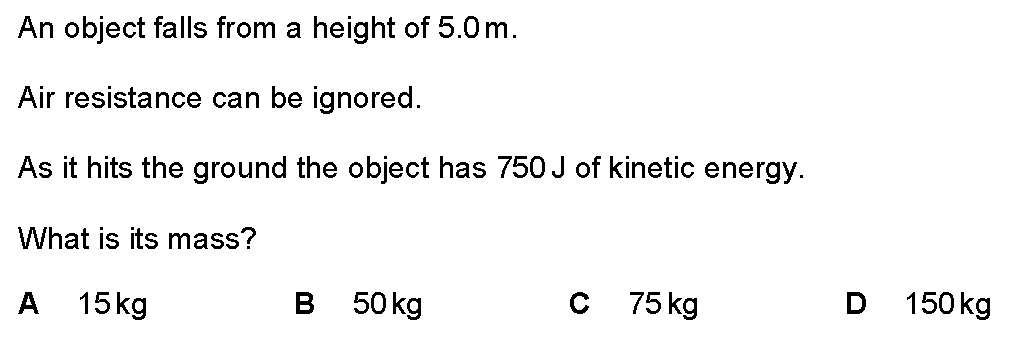 An object falls from a height of 5.0 m.
Air resistance can be ignored.
As it hits the ground the object has 750 J of kinetic energy.
What is its mass?
A 15 kg B 50 kg C 75 kg D 150 kg